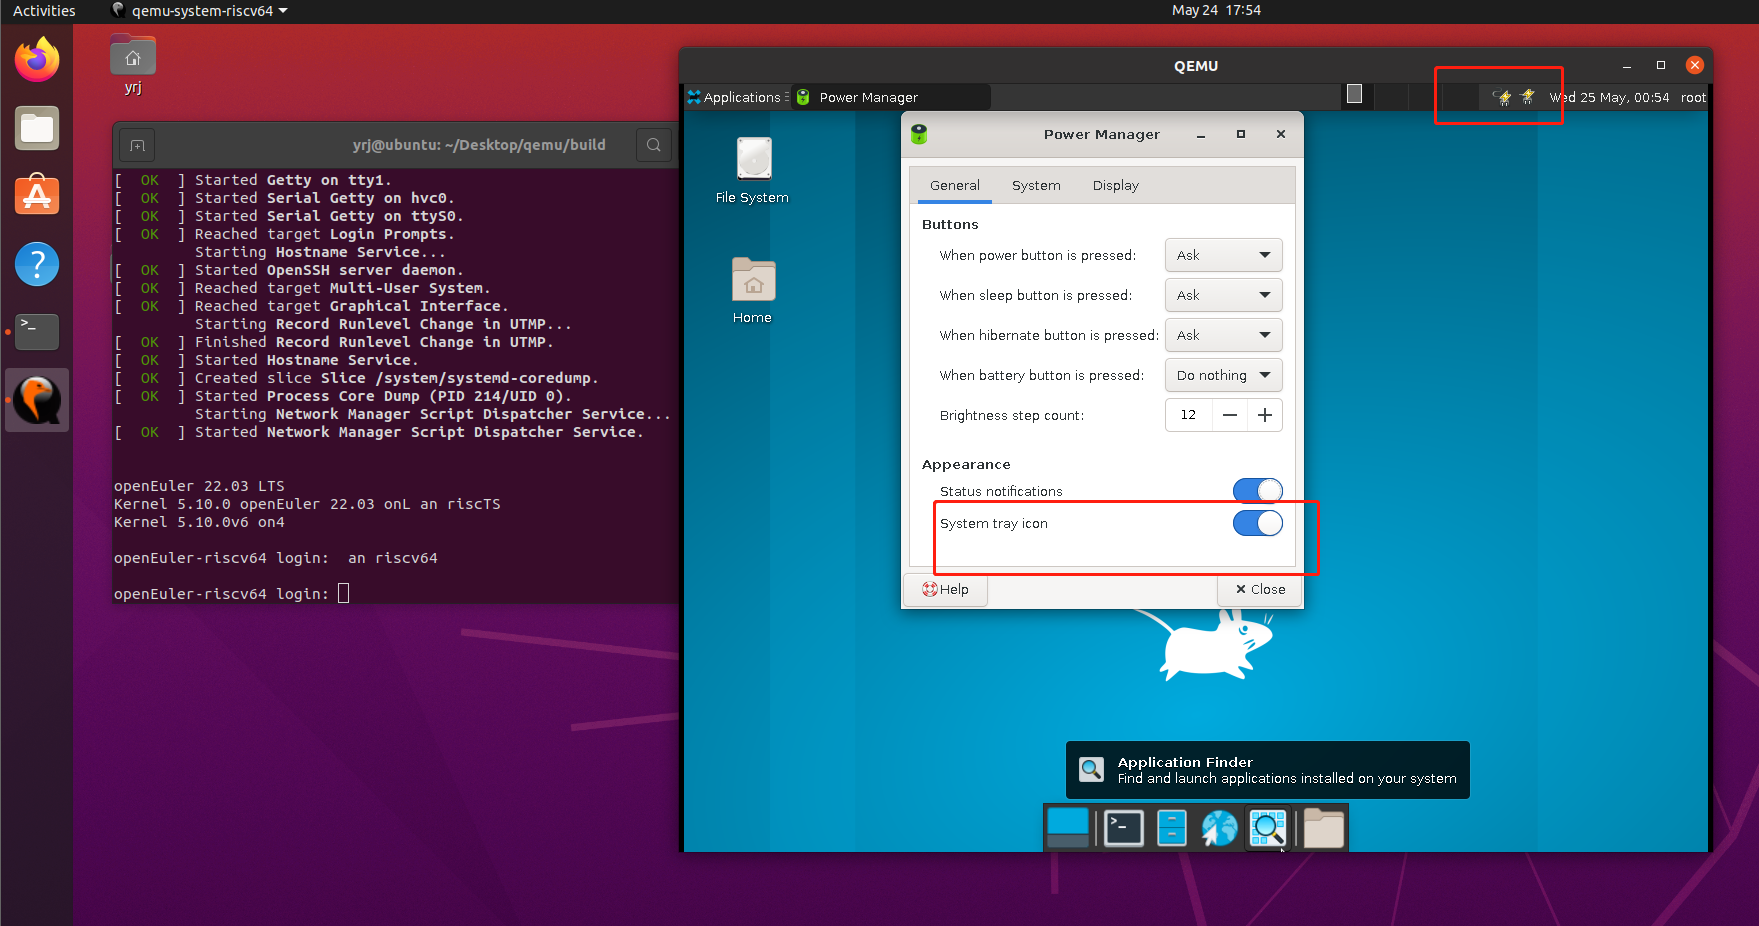 Activities
qemu-system-riscv64
May 24 17:54
yrj
yrj@ubuntu: ~/Desktop/qemu/build
[  OK  ] Started Getty on tty1.
[  OK  ] Started Serial Getty on hvc0.
[  OK  ] Started Serial Getty on ttyS0.
[  OK  ] Reached target Login Prompts.
Starting Hostname Service...
[  OK  ] Started OpenSSH server daemon.
[  OK  ] Reached target Multi-User System.
[  OK  ] Reached target Graphical Interface.
Starting Record Runlevel Change in UTMP...
[  OK  ] Finished Record Runlevel Change in UTMP.
[  OK  ] Started Hostname Service.
[  OK  ] Created slice Slice /system/systemd-coredump.
[  OK  ] Started Process Core Dump (PID 214/UID 0).
Starting Network Manager Script Dispatcher Service...
[  OK  ] Started Network Manager Script Dispatcher Service.
openEuler 22.03 LTS
Kernel 5.10.0 openEuler 22.03 onL an riscTS
Kernel 5.10.0v6 on4
openEuler-riscv64 login:  an riscv64
openEuler-riscv64 login:
QEMU
Applications
Power Manager
Wed 25 May, 00:54
root
File System
Home
Power Manager
General
System
Display
Buttons
When power button is pressed: Ask
When sleep button is pressed: Ask
When hibernate button is pressed: Ask
When battery button is pressed: Do nothing
Brightness step count: 12 — +
Appearance
Status notifications
System tray icon
Help
Close
Application Finder
Find and launch applications installed on your system